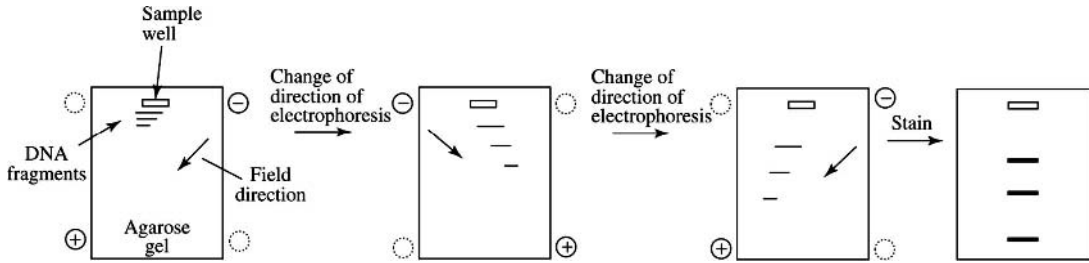 Sample
well
Change of
direction of
electrophoresis
Change of
direction of
electrophoresis
Stain
DNA
fragments
Field
direction
Agarose
gel
−
+
−
+
−
+